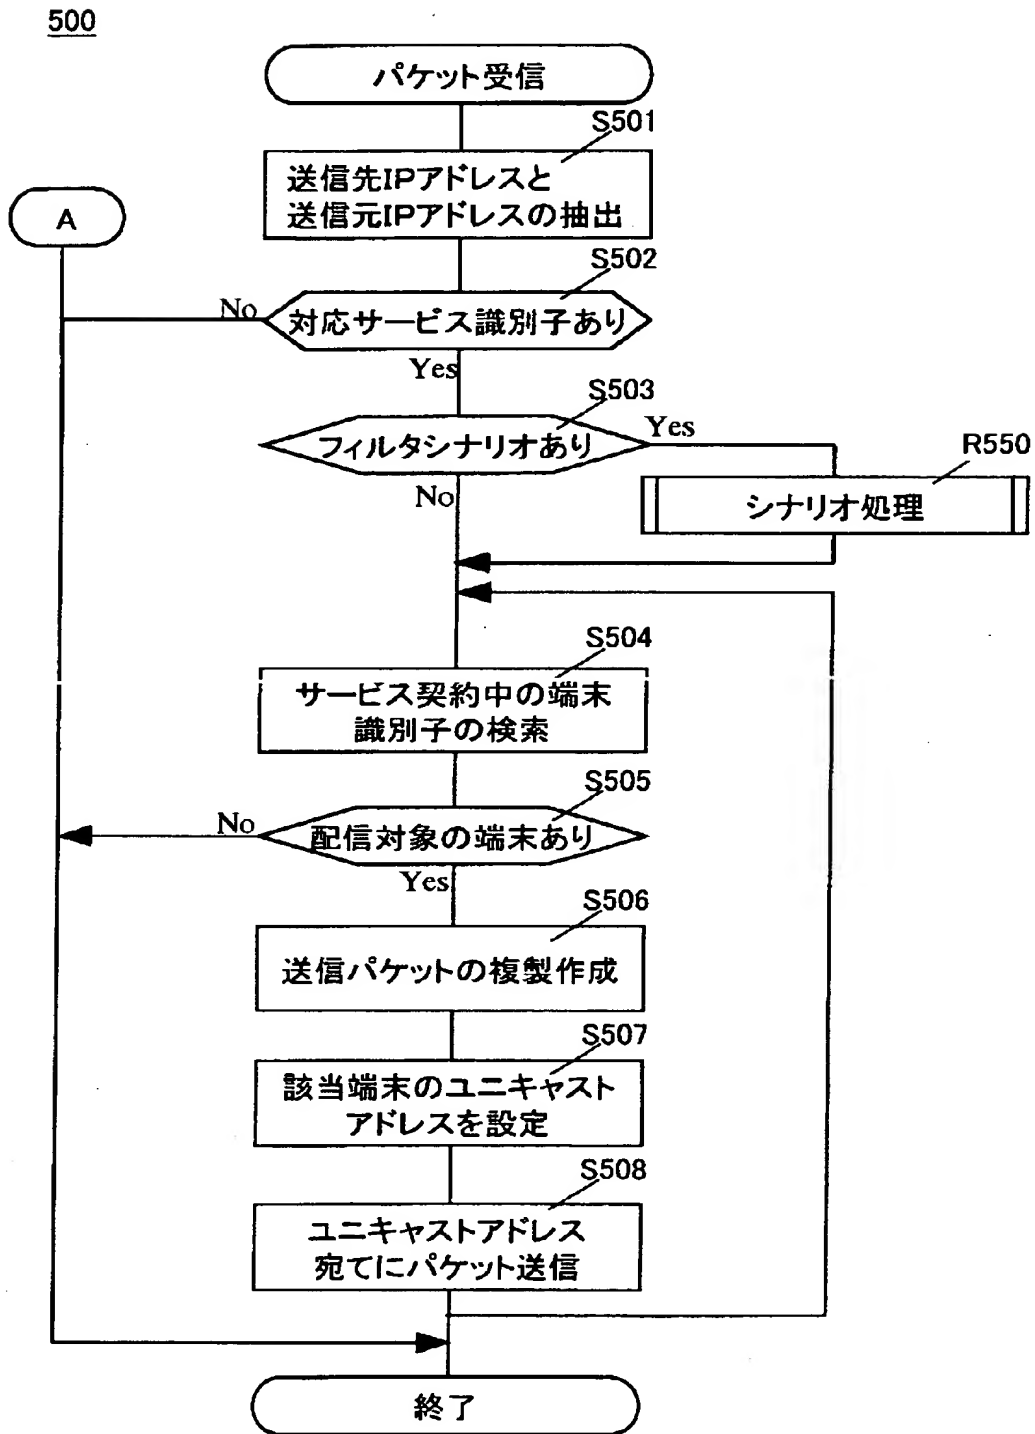 500
パケット受信
S501
送信先IPアドレスと
送信元IPアドレスの抽出
A
S502
No
対応サービス識別子あり
Yes
S503
フィルタシナリオあり
Yes
No
R550
シナリオ処理
S504
サービス契約中の端末
識別子の検索
S505
No
配信対象の端末あり
Yes
S506
送信パケットの複製作成
S507
該当端末のユニキャスト
アドレスを設定
S508
ユニキャストアドレス
宛てにパケット送信
終了